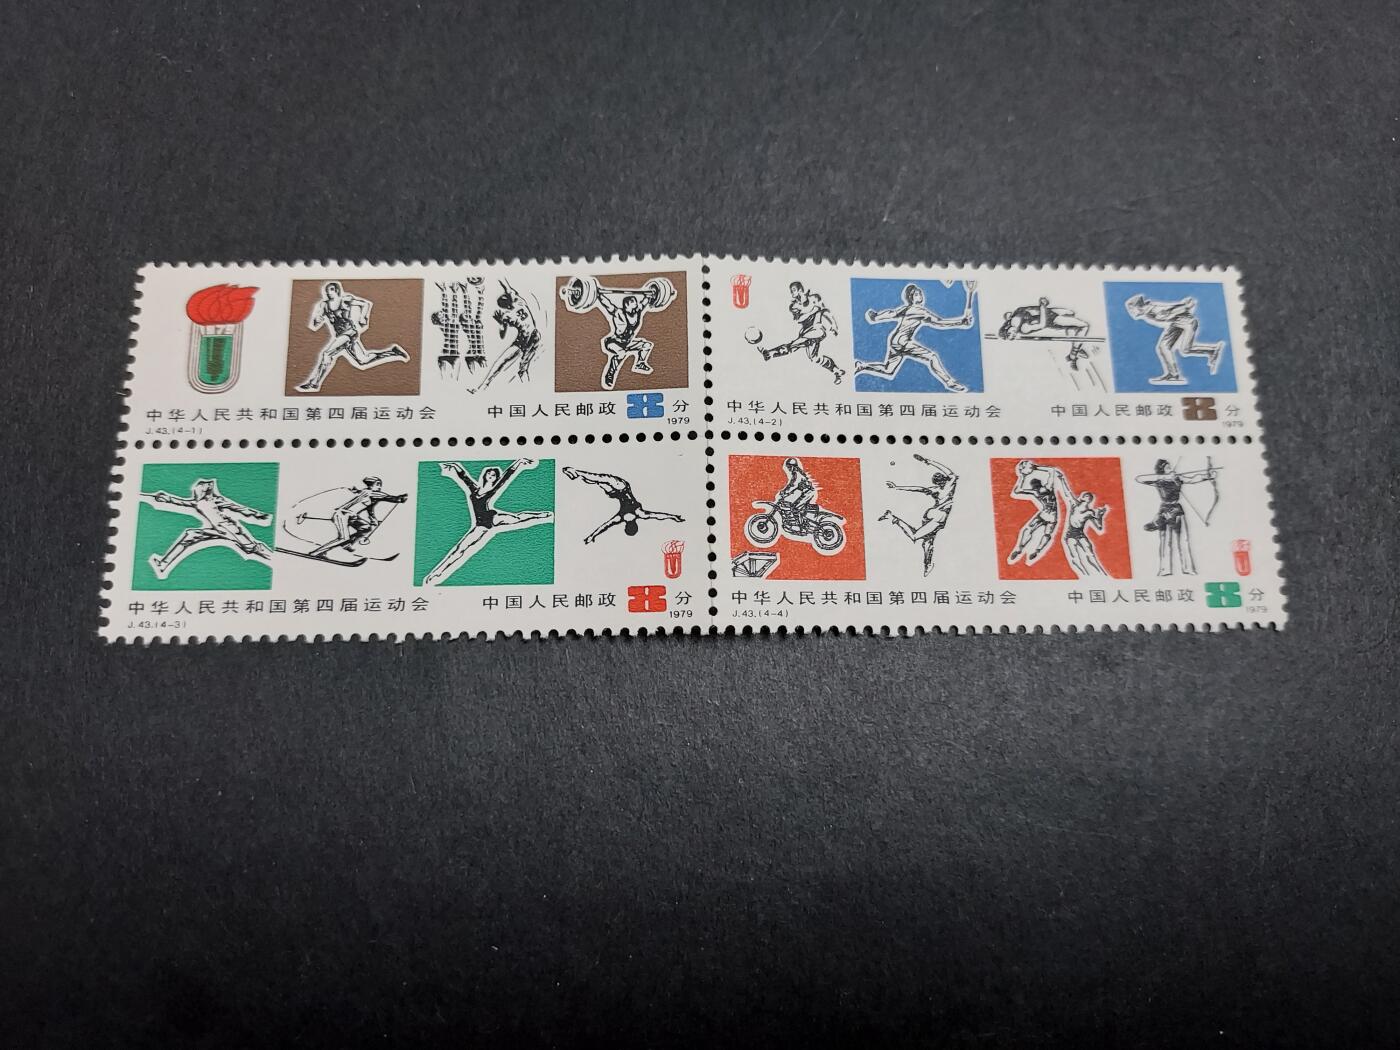 中华人民共和国第四届运动会 中国人民邮政 8 分
J.43.(4-1) 1979
中华人民共和国第四届运动会 中国人民邮政 8 分
J.43.(4-2) 1979
中华人民共和国第四届运动会 中国人民邮政 8 分
J.43.(4-3) 1979
中华人民共和国第四届运动会 中国人民邮政 8 分
J.43.(4-4) 1979